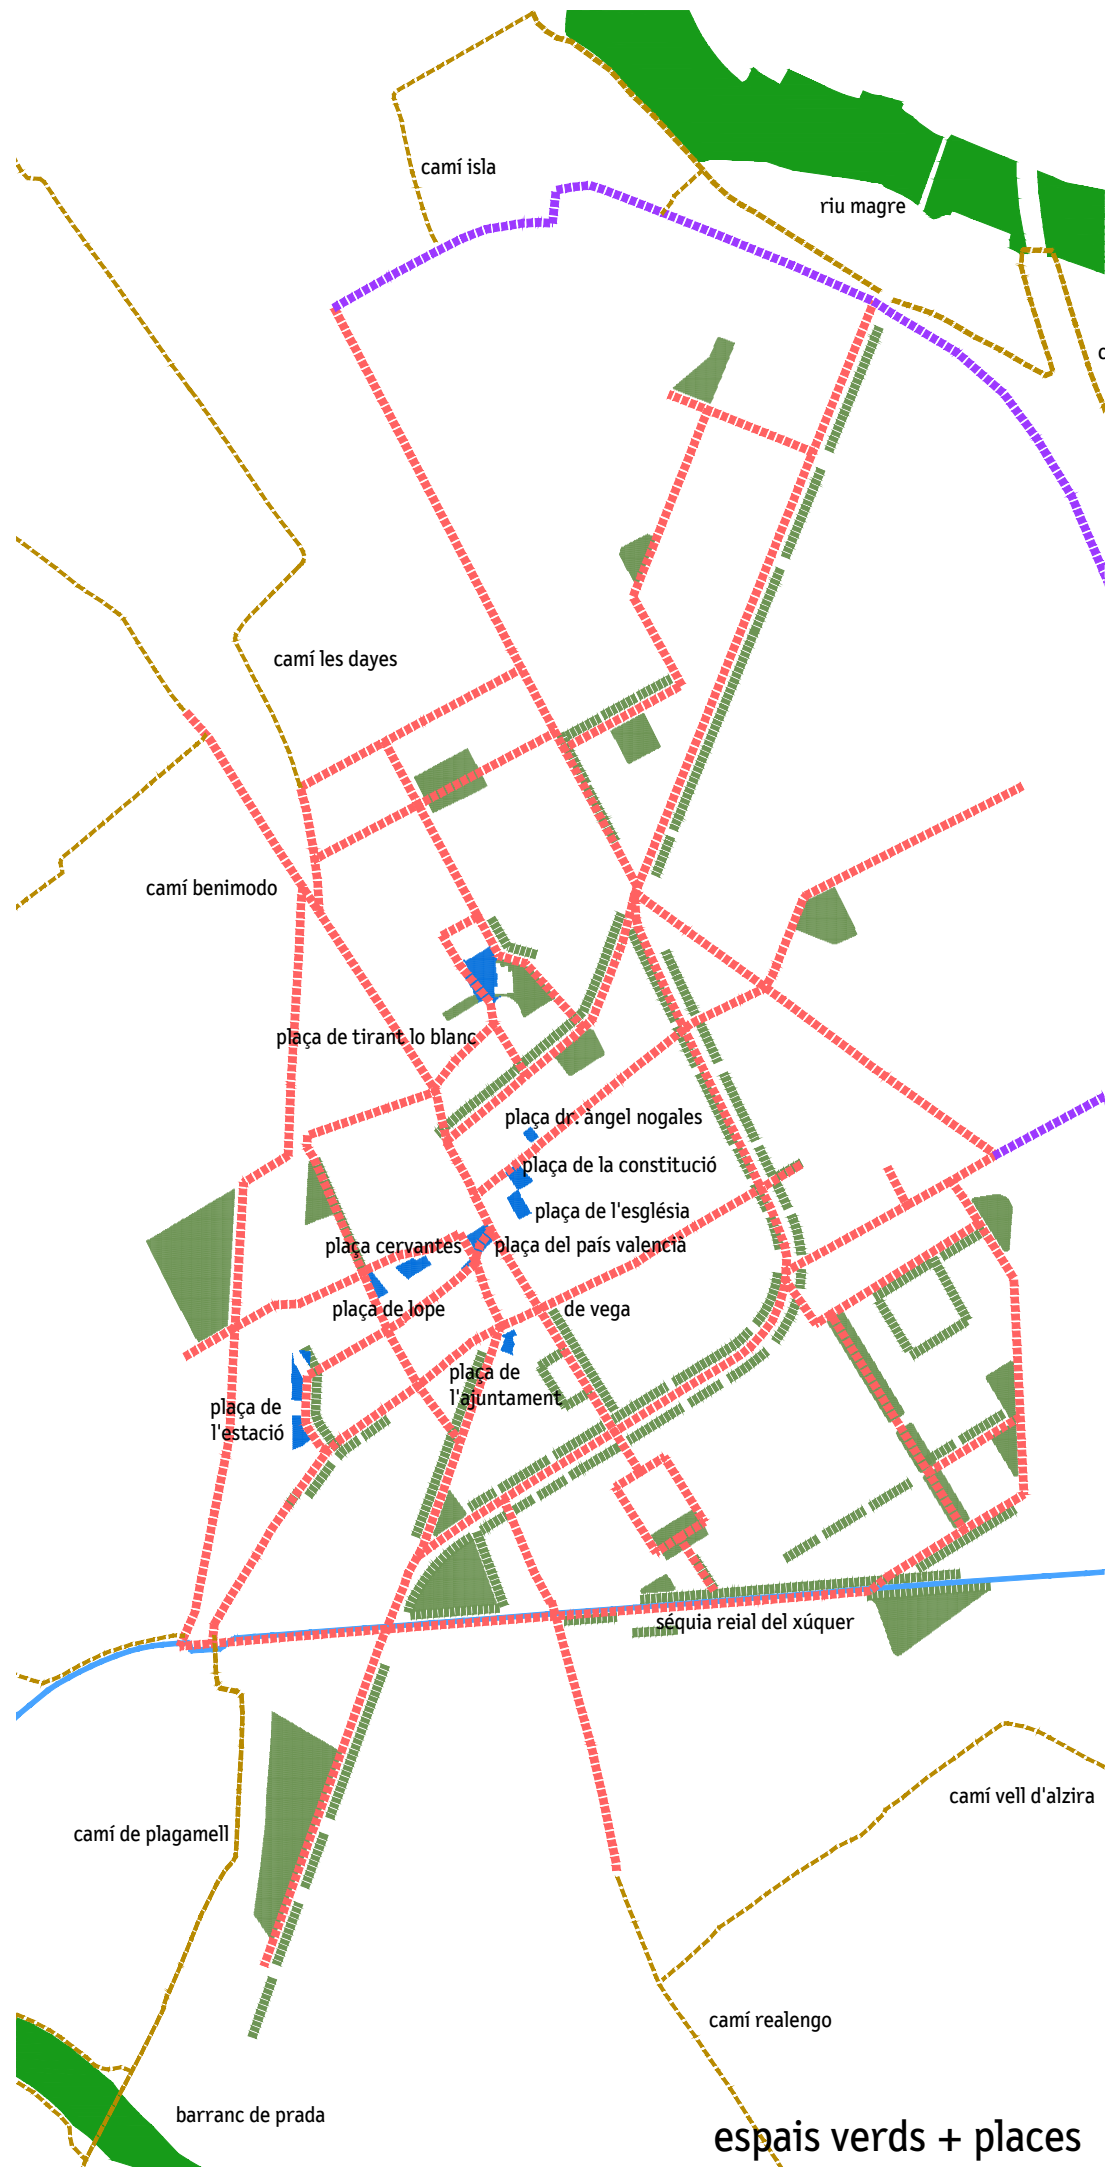 camí isla
riu magre
c
camí les dayes
camí benimodo
plaça de tirant lo blanc
plaça dr. àngel nogales
plaça de la constitució
plaça de l'església
plaça cervantes
plaça del país valencià
plaça de lope de vega
plaça de
l'ajuntament
plaça de
l'estació
séquia reial del xúquer
camí vell d'alzira
camí de plagamell
camí realengo
barranc de prada
espais verds + places